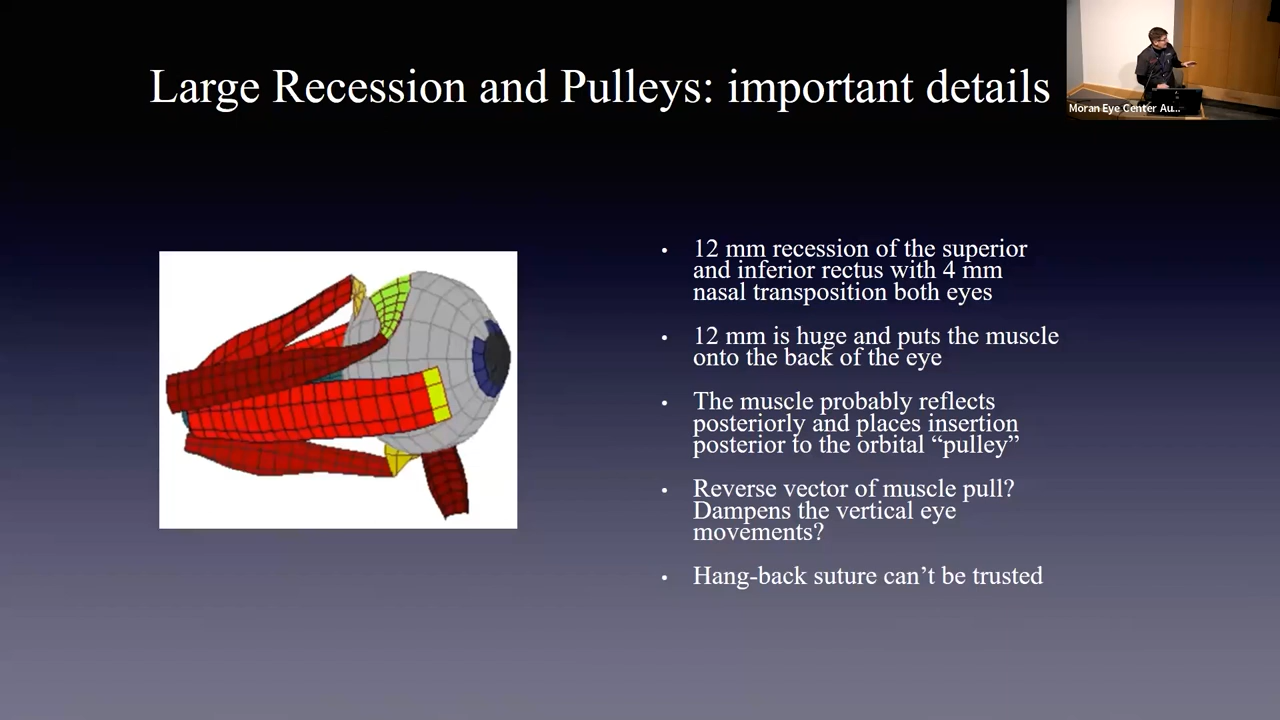 Large Recession and Pulleys: important details
Moran Eye Center Au...
• 12 mm recession of the superior
and inferior rectus with 4 mm
nasal transposition both eyes
• 12 mm is huge and puts the muscle
onto the back of the eye
• The muscle probably reflects
posteriorly and places insertion
posterior to the orbital “pulley”
• Reverse vector of muscle pull?
Dampens the vertical eye
movements?
• Hang-back suture can’t be trusted